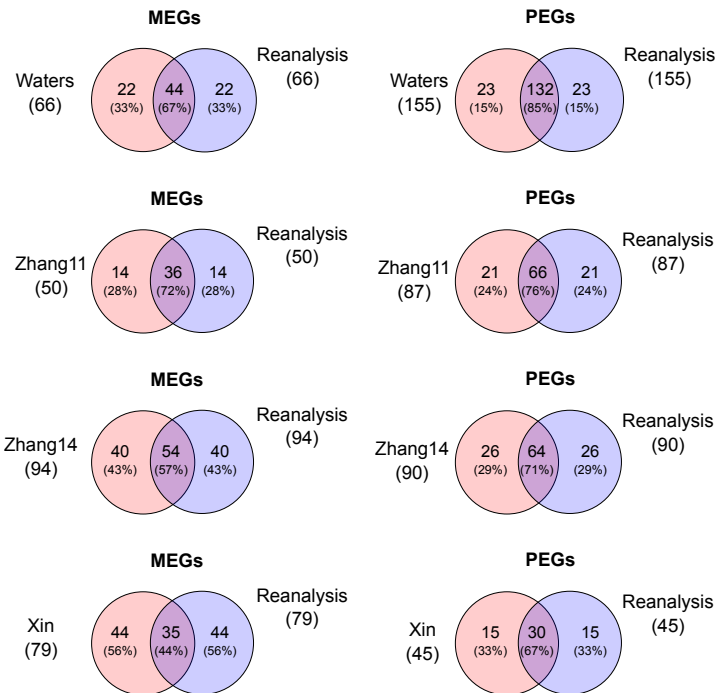 MEGs
Waters
(66)
22
(33%)
44
(67%)
22
(33%)
Reanalysis
(66)
PEGs
Waters
(155)
23
(15%)
132
(85%)
23
(15%)
Reanalysis
(155)
MEGs
Zhang11
(50)
14
(28%)
36
(72%)
14
(28%)
Reanalysis
(50)
PEGs
Zhang11
(87)
21
(24%)
66
(76%)
21
(24%)
Reanalysis
(87)
MEGs
Zhang14
(94)
40
(43%)
54
(57%)
40
(43%)
Reanalysis
(94)
PEGs
Zhang14
(90)
26
(29%)
64
(71%)
26
(29%)
Reanalysis
(90)
MEGs
Xin
(79)
44
(56%)
35
(44%)
44
(56%)
Reanalysis
(79)
PEGs
Xin
(45)
15
(33%)
30
(67%)
15
(33%)
Reanalysis
(45)